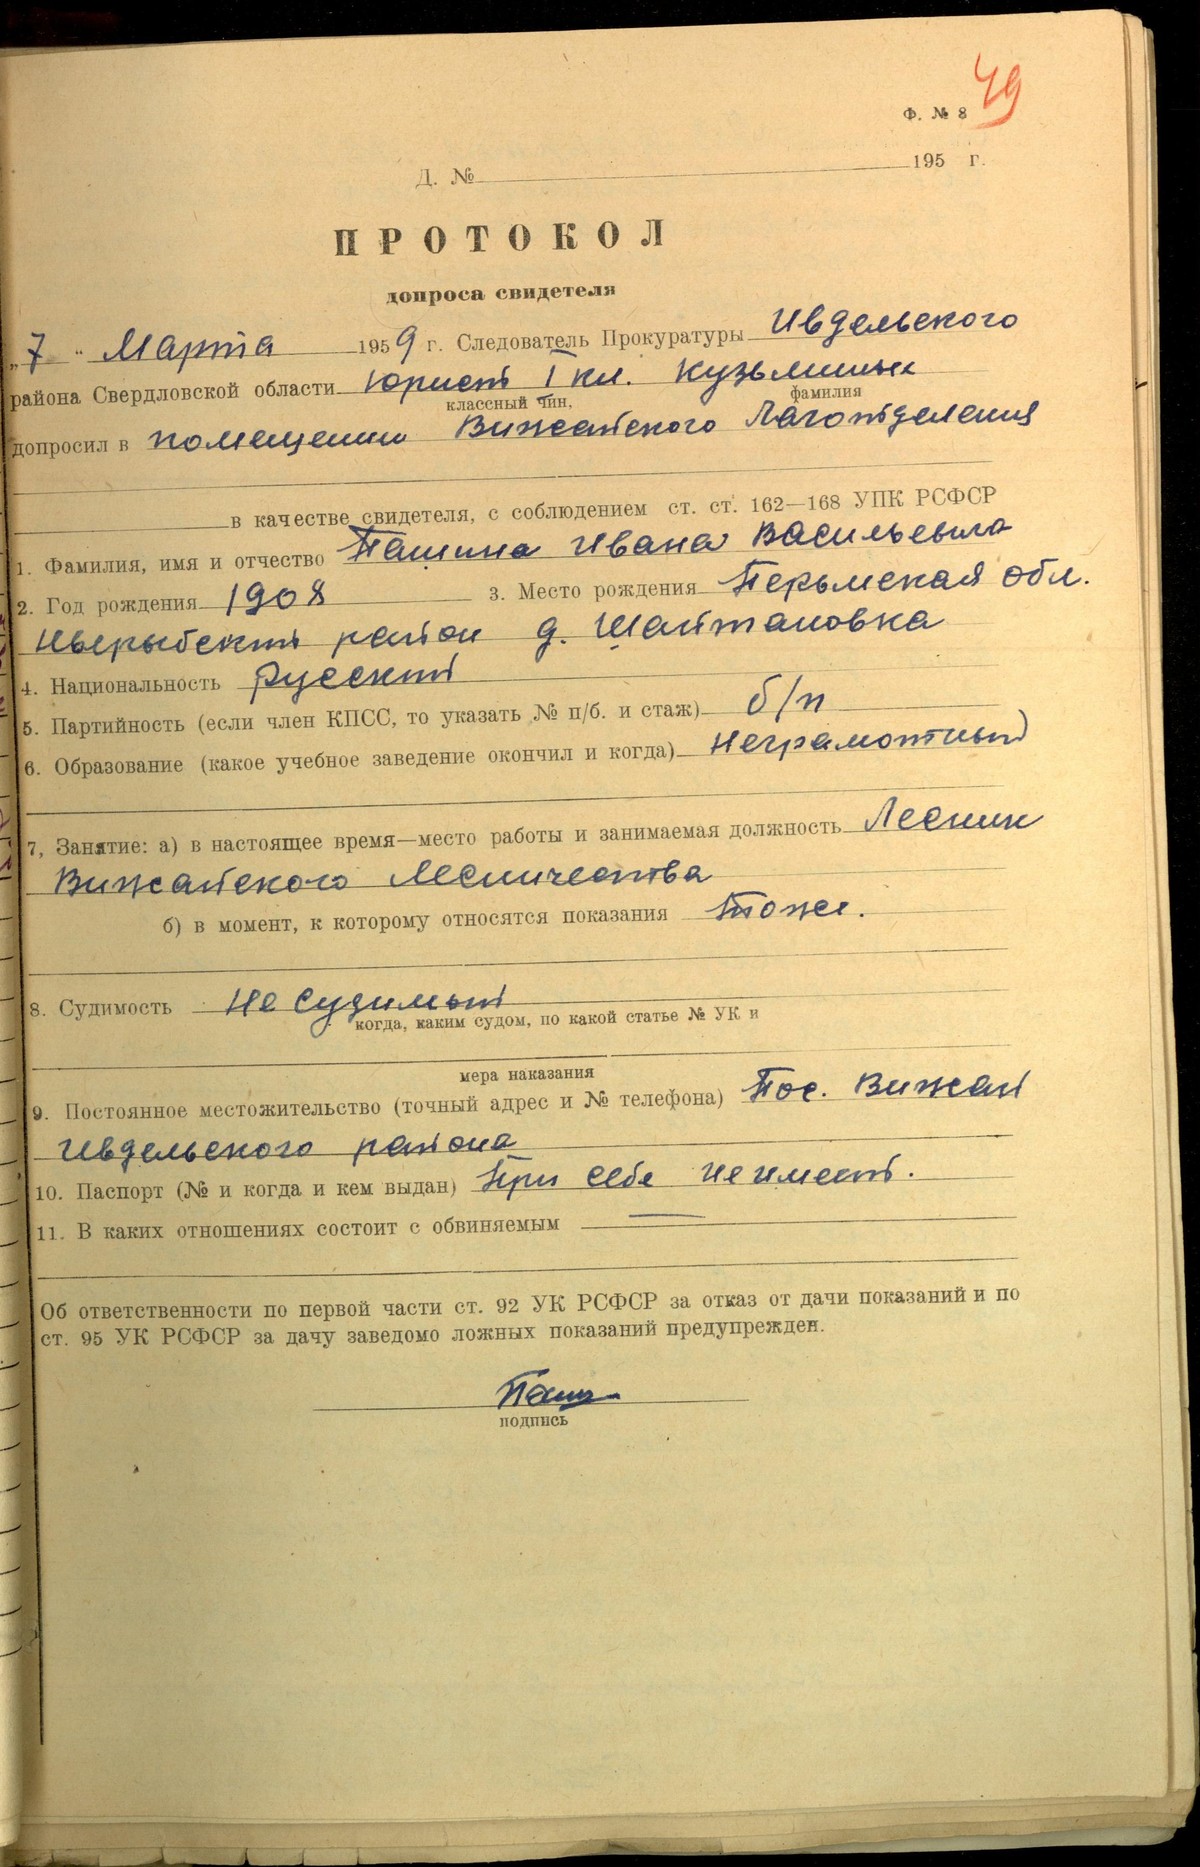 49
Ф. № 8
Д. № 195 г.
ПРОТОКОЛ
допроса свидетеля
„7“ Марта 1959 г. Следователь Прокуратуры Ивдельского
района Свердловской области Юрист I кл. Кузьминых
классный чин, фамилия
допросил в помещении Вижайского Лаготделения
в качестве свидетеля, с соблюдением ст. ст. 162—168 УПК РСФСР
1. Фамилия, имя и отчество Пашина Ивана Васильевича
2. Год рождения 1908 3. Место рождения Перьмская обл.
район д. Шайтановка
4. Национальность русский
5. Партийность (если член КПСС, то указать № п/б. и стаж) б/п
6. Образование (какое учебное заведение окончил и когда) Неграмотный
7, Занятие: а) в настоящее время—место работы и занимаемая должность Лесник
Вижайского Лесничества
б) в момент, к которому относятся показания тоже.
8. Судимость Не судимый
когда, каким судом, по какой статье № УК и
мера наказания
9. Постоянное местожительство (точный адрес и № телефона) Пос. Вижай
Ивдельского района
10. Паспорт (№ и когда и кем выдан) При себе не имеет.
11. В каких отношениях состоит с обвиняемым —
Об ответственности по первой части ст. 92 УК РСФСР за отказ от дачи показаний и по
ст. 95 УК РСФСР за дачу заведомо ложных показаний предупрежден.
Паш
подпись